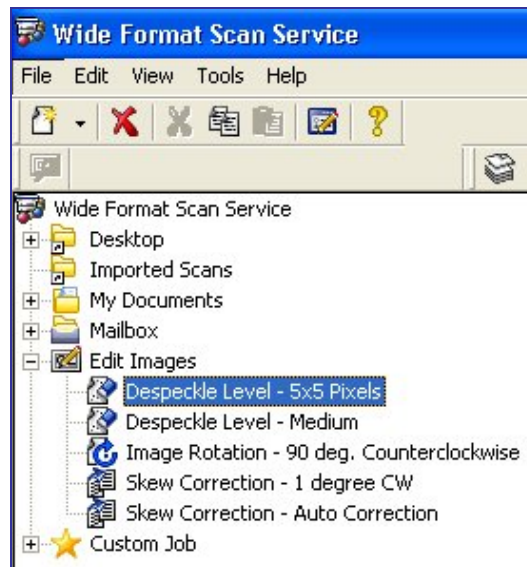 Wide Format Scan Service
File Edit View Tools Help
Wide Format Scan Service
Desktop
Imported Scans
My Documents
Mailbox
Edit Images
Despeckle Level - 5x5 Pixels
Despeckle Level - Medium
Image Rotation - 90 deg. Counterclockwise
Skew Correction - 1 degree CW
Skew Correction - Auto Correction
Custom Job